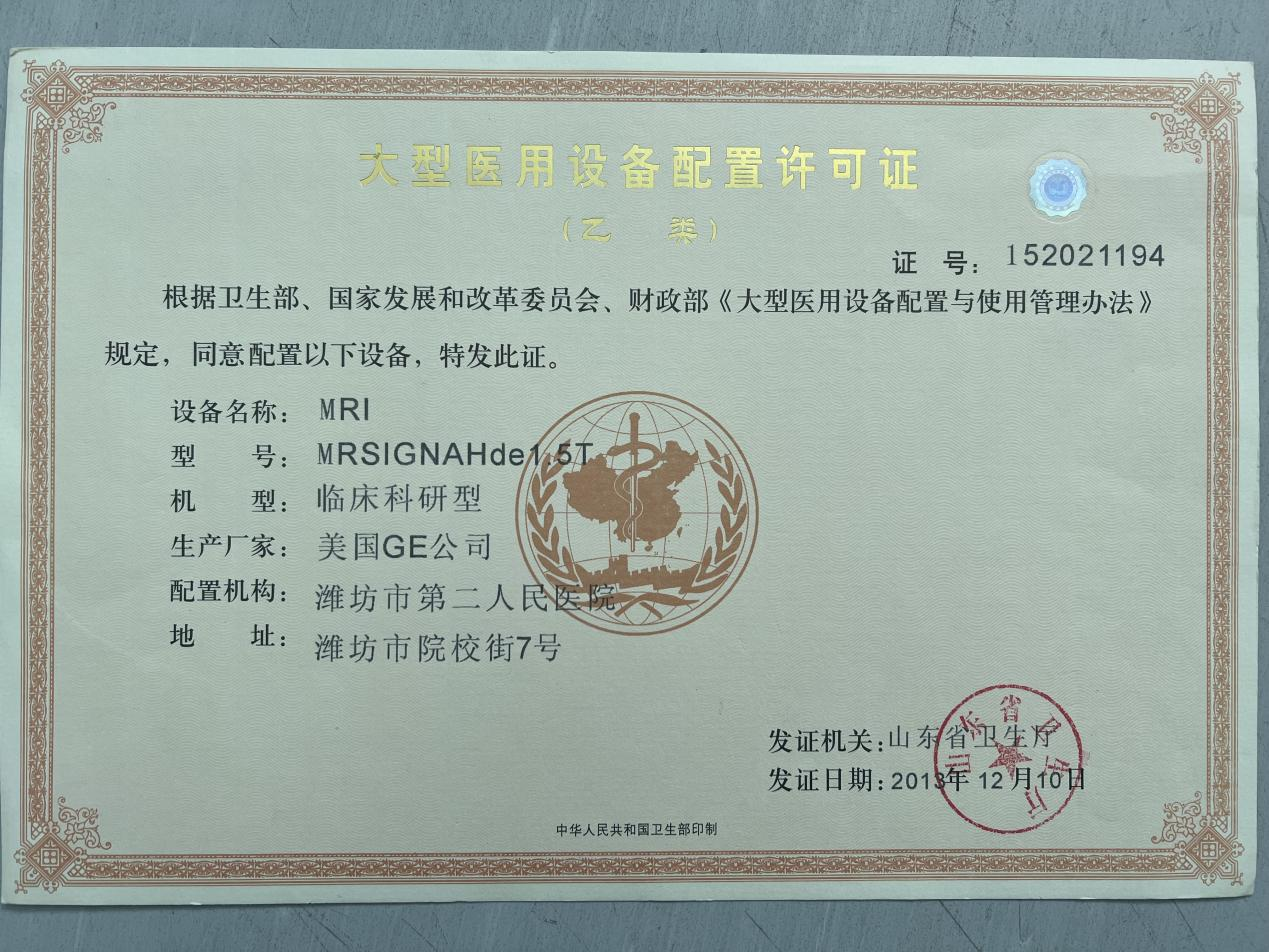 大型医用设备配置许可证
（乙 类）
证 号：152021194
根据卫生部、国家发展和改革委员会、财政部《大型医用设备配置与使用管理办法》
规定，同意配置以下设备，特发此证。
设备名称：MRI
型 号：MRSIGNAHde1.5T
机 型：临床科研型
生产厂家：美国GE公司
配置机构：潍坊市第二人民医院
地 址：潍坊市院校街7号
发证机关：山东省卫生厅
发证日期：2013年 12 月10日
山东省卫生厅
中华人民共和国卫生部印制